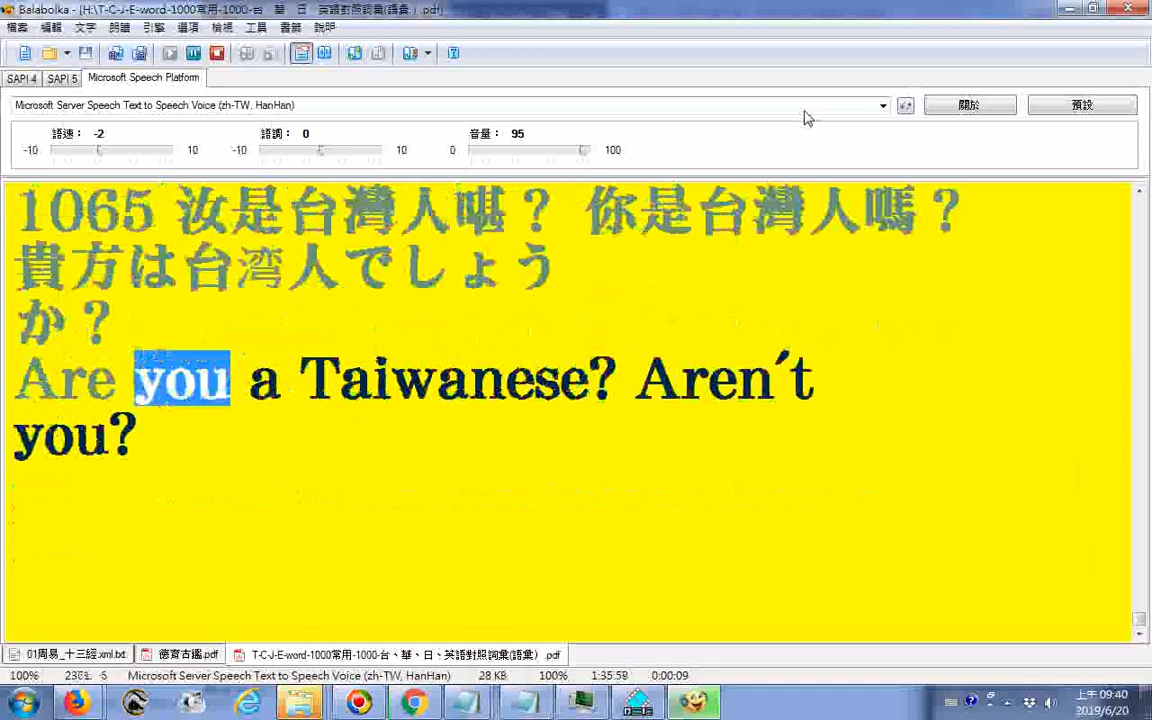 Balabolka - [H:\T-C-J-E-word-1000常用-1000-台、華、日、英語對照詞彙(語彙).pdf]
檔案 編輯 文字 朗讀 引擎 選項 檢視 工具 書籤 說明
SAPI 4 SAPI 5 Microsoft Speech Platform
Microsoft Server Speech Text to Speech Voice (zh-TW, HanHan) 關於 預設
語速: -2 語調: 0 音量: 95
-10 10 -10 10 0 100
1065 汝是台灣人啿? 你是台灣人嗎?
貴方は台湾人でしょう
か?
Are you a Taiwanese? Aren't
you?
01周易_十三經.xml.txt 德育古鑑.pdf T-C-J-E-word-1000常用-1000-台、華、日、英語對照詞彙(語彙).pdf
100% Microsoft Server Speech Text to Speech Voice (zh-TW, HanHan) 28 KB 100% 1:35:58 0:00:09
上午 09:40
2019/6/20